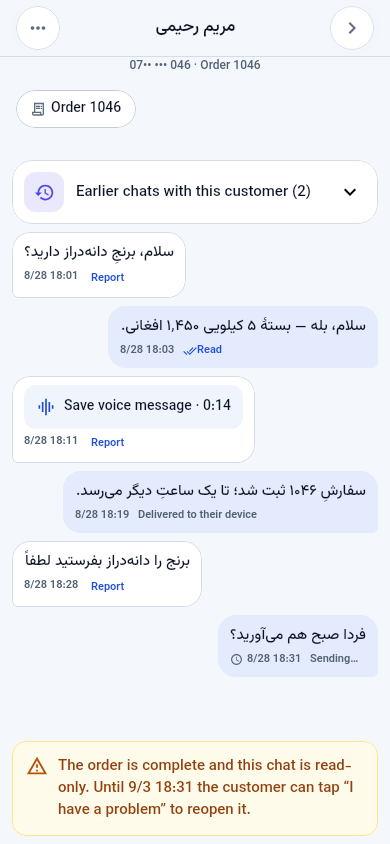 مریم رحیمی
07•• ••• 046 · Order 1046
Order 1046
Earlier chats with this customer (2)
سلام، برنج دانه‌دراز دارید؟
8/28 18:01 Report
سلام، بله — بستهٔ ۵ کیلویی ۱٬۴۵۰ افغانی.
8/28 18:03 Read
Save voice message · 0:14
8/28 18:11 Report
سفارش ۱۰۴۶ ثبت شد؛ تا یک ساعتِ دیگر می‌رسد.
8/28 18:19 Delivered to their device
برنج را دانه‌دراز بفرستید لطفاً
8/28 18:28 Report
فردا صبح هم می‌آورید؟
8/28 18:31 Sending…
The order is complete and this chat is read-
only. Until 9/3 18:31 the customer can tap “I
have a problem” to reopen it.